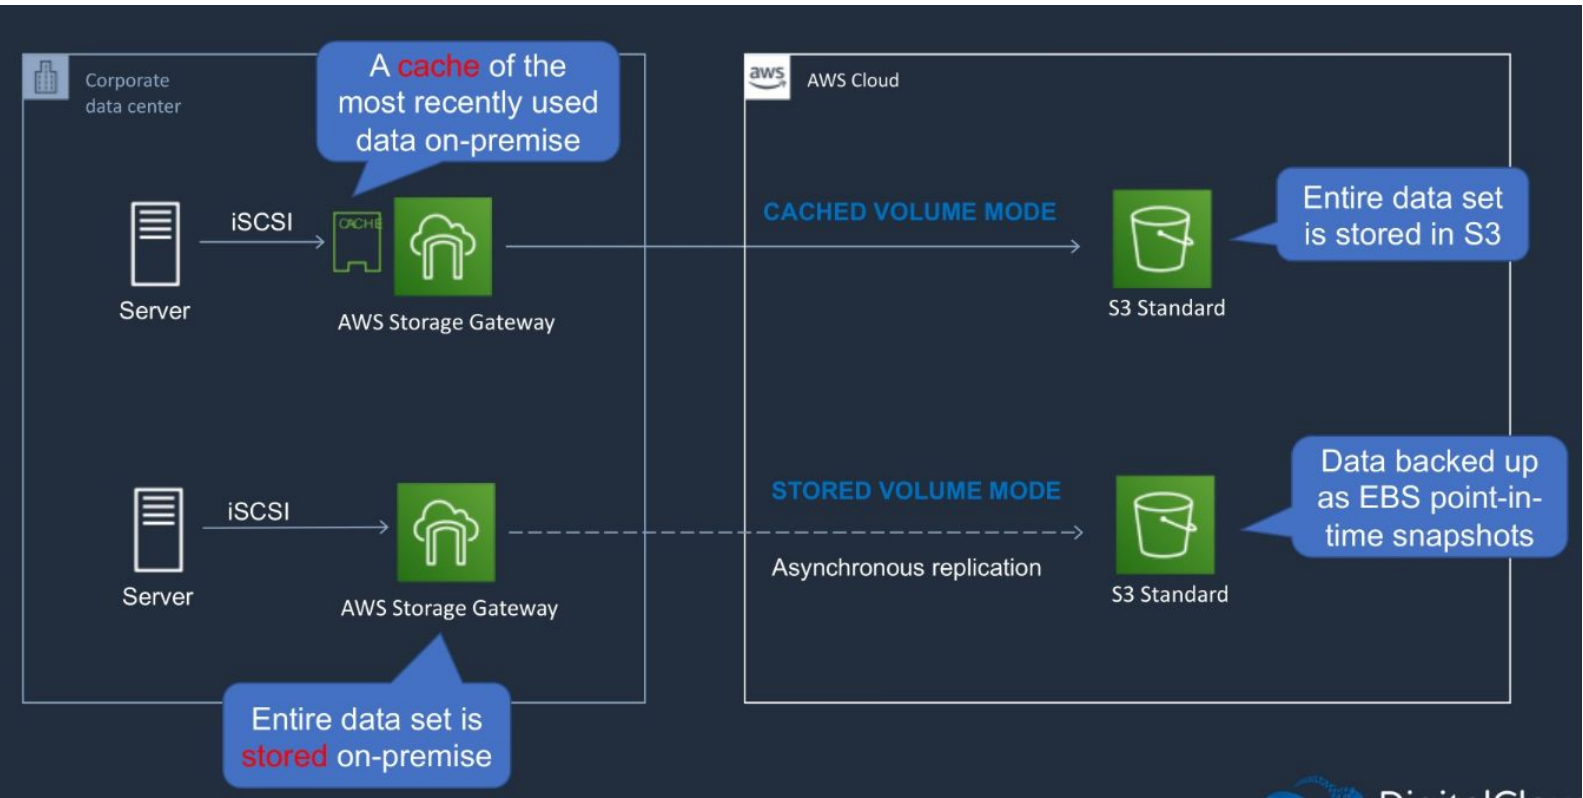 Corporate
data center
A cache of the
most recently used
data on-premise
aws
AWS Cloud
iSCSI
CACHE
Server
AWS Storage Gateway
CACHED VOLUME MODE
Entire data set
is stored in S3
S3 Standard
iSCSI
Server
AWS Storage Gateway
STORED VOLUME MODE
Asynchronous replication
Data backed up
as EBS point-in-
time snapshots
S3 Standard
Entire data set is
stored on-premise